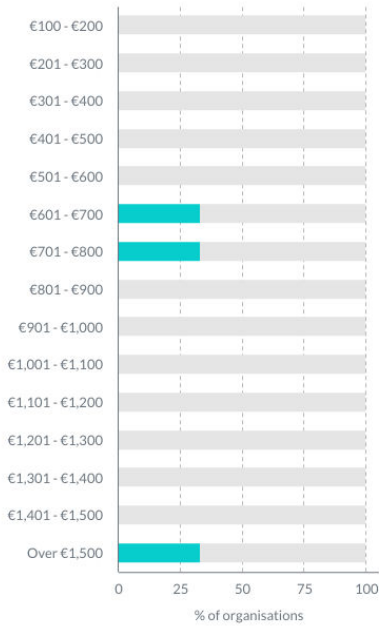 €100 - €200
€201 - €300
€301 - €400
€401 - €500
€501 - €600
€601 - €700
€701 - €800
€801 - €900
€901 - €1,000
€1,001 - €1,100
€1,101 - €1,200
€1,201 - €1,300
€1,301 - €1,400
€1,401 - €1,500
Over €1,500
0 25 50 75 100
% of organisations